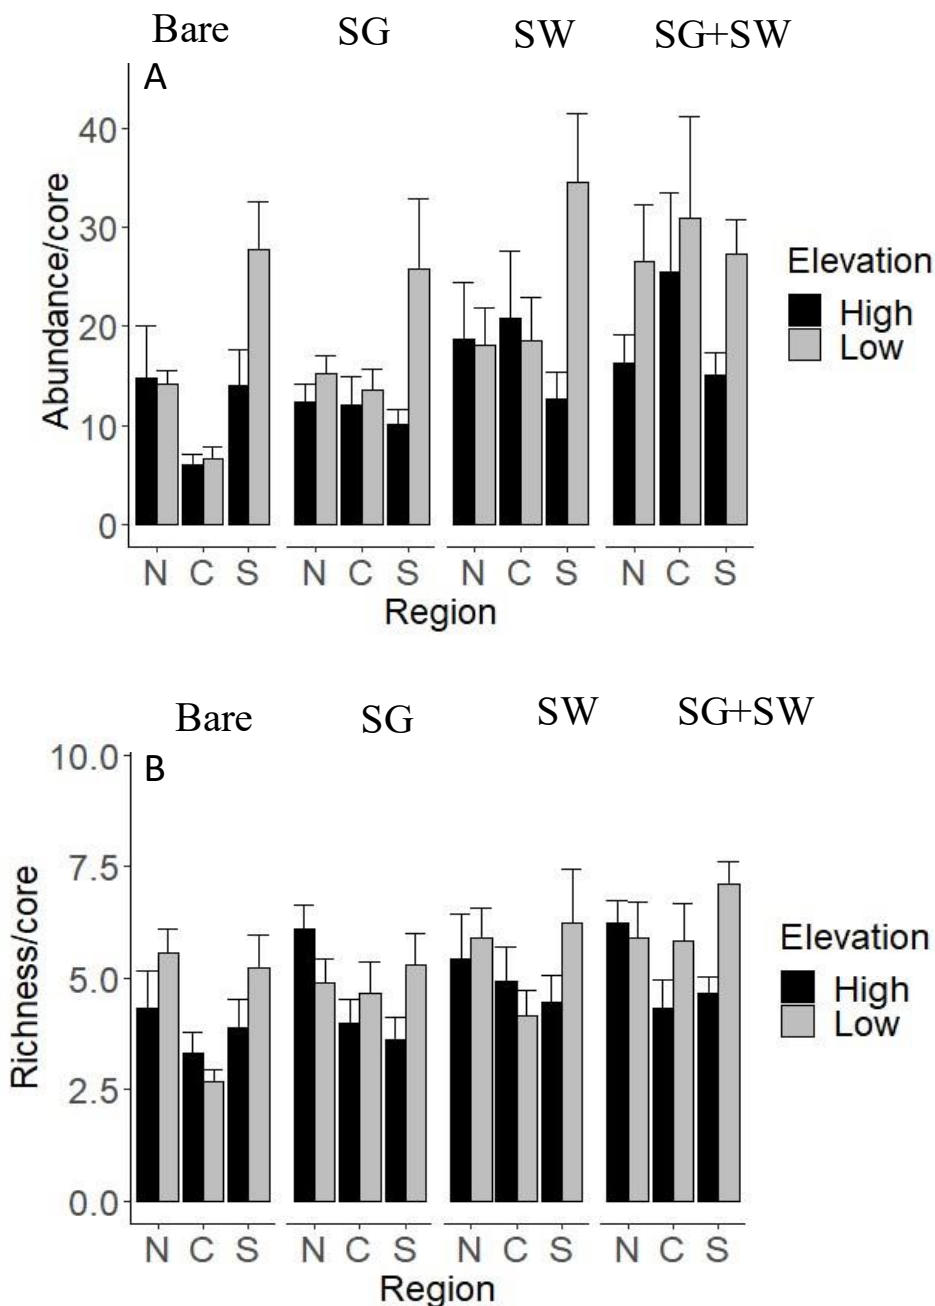 Bare SG SW SG+SW
A
40
30
20
10
0
Abundance/core
N C S N C S N C S N C S
Region
Elevation
High
Low
Bare SG SW SG+SW
B
10.0
7.5
5.0
2.5
0.0
Richness/core
N C S N C S N C S N C S
Region
Elevation
High
Low